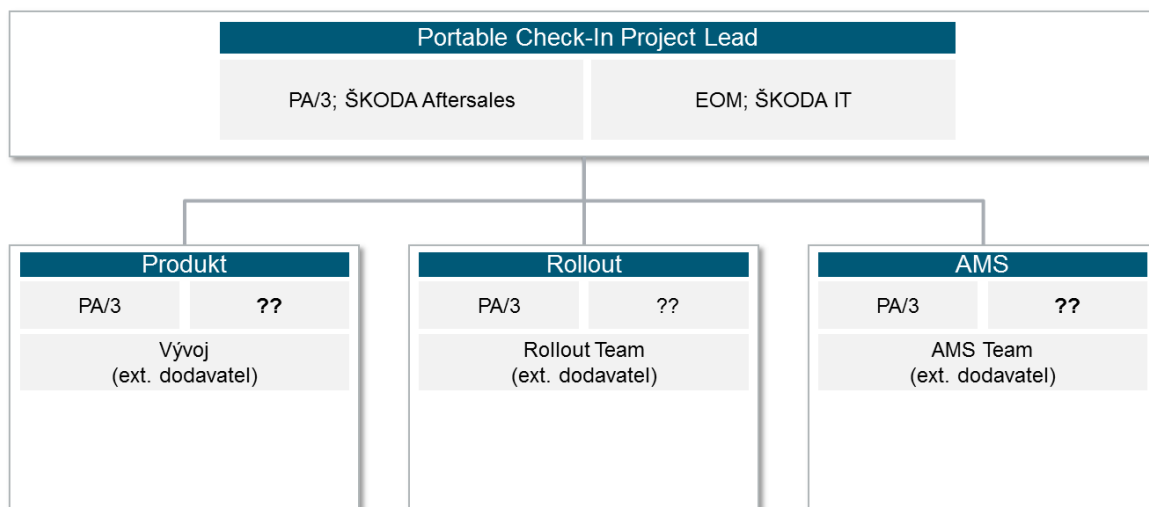 Portable Check-In Project Lead
PA/3; ŠKODA Aftersales
EOM; ŠKODA IT
Produkt
PA/3
??
Vývoj
(ext. dodavatel)
Rollout
PA/3
??
Rollout Team
(ext. dodavatel)
AMS
PA/3
??
AMS Team
(ext. dodavatel)